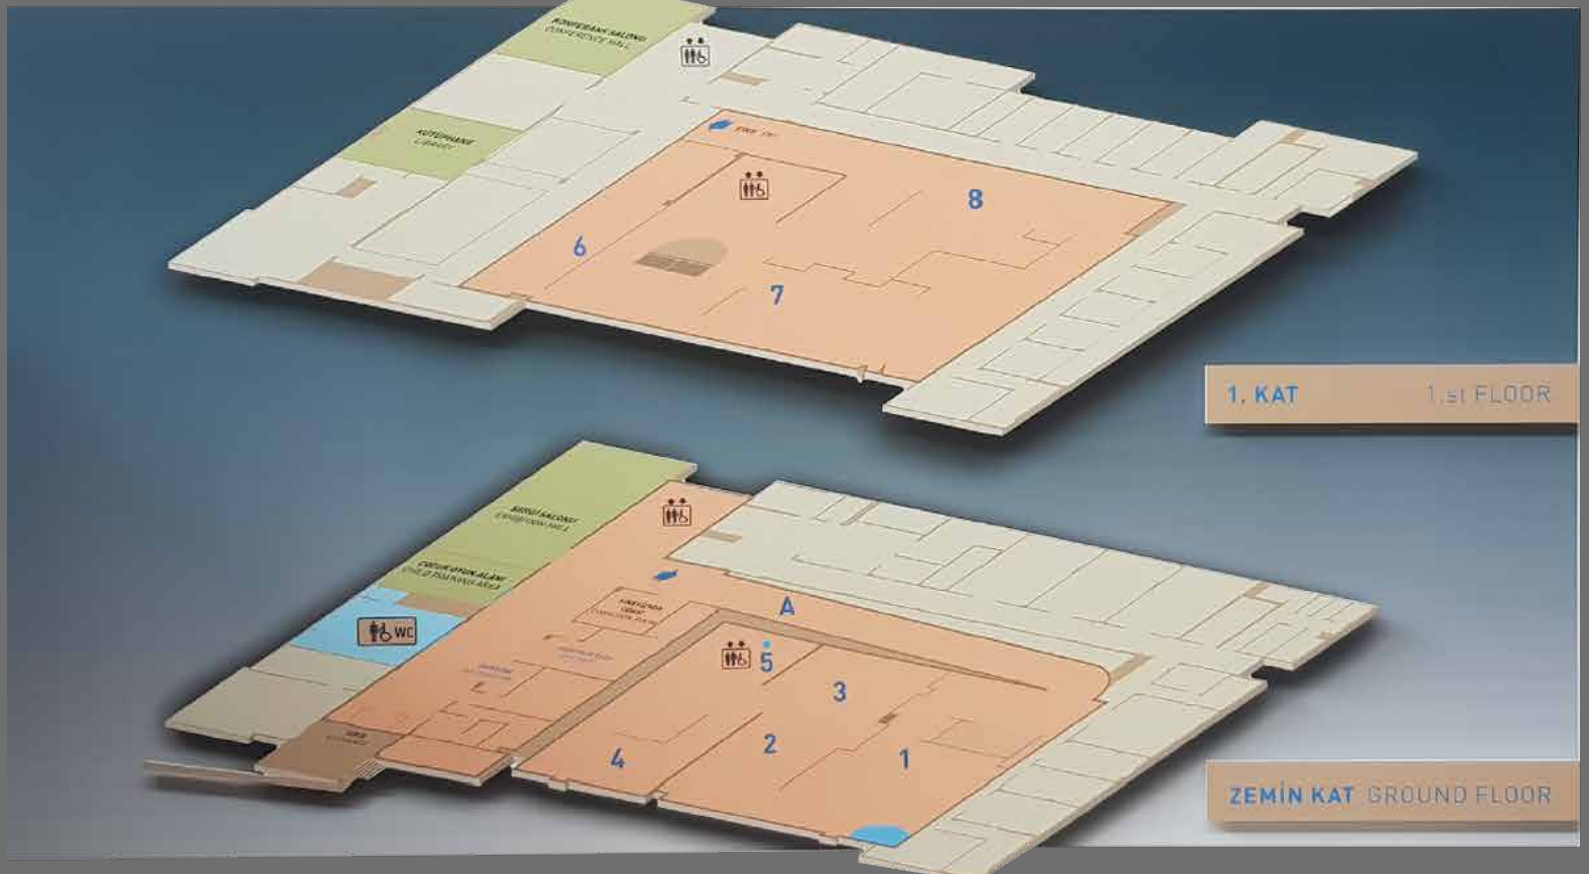 KONFERANS SALONU
CONFERENCE HALL
KÜTÜPHANE
LIBRARY
8
6
7
1. KAT 1.st FLOOR
SERGİ SALONU
EXHIBITION HALL
ÇOCUK OYUN ALANI
A
WC
5
3
4
2
1
ZEMİN KAT GROUND FLOOR